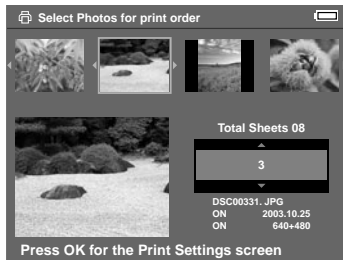 Select Photos for print order
Total Sheets 08
3
DSC00331. JPG
ON 2003.10.25
ON 640+480
Press OK for the Print Settings screen